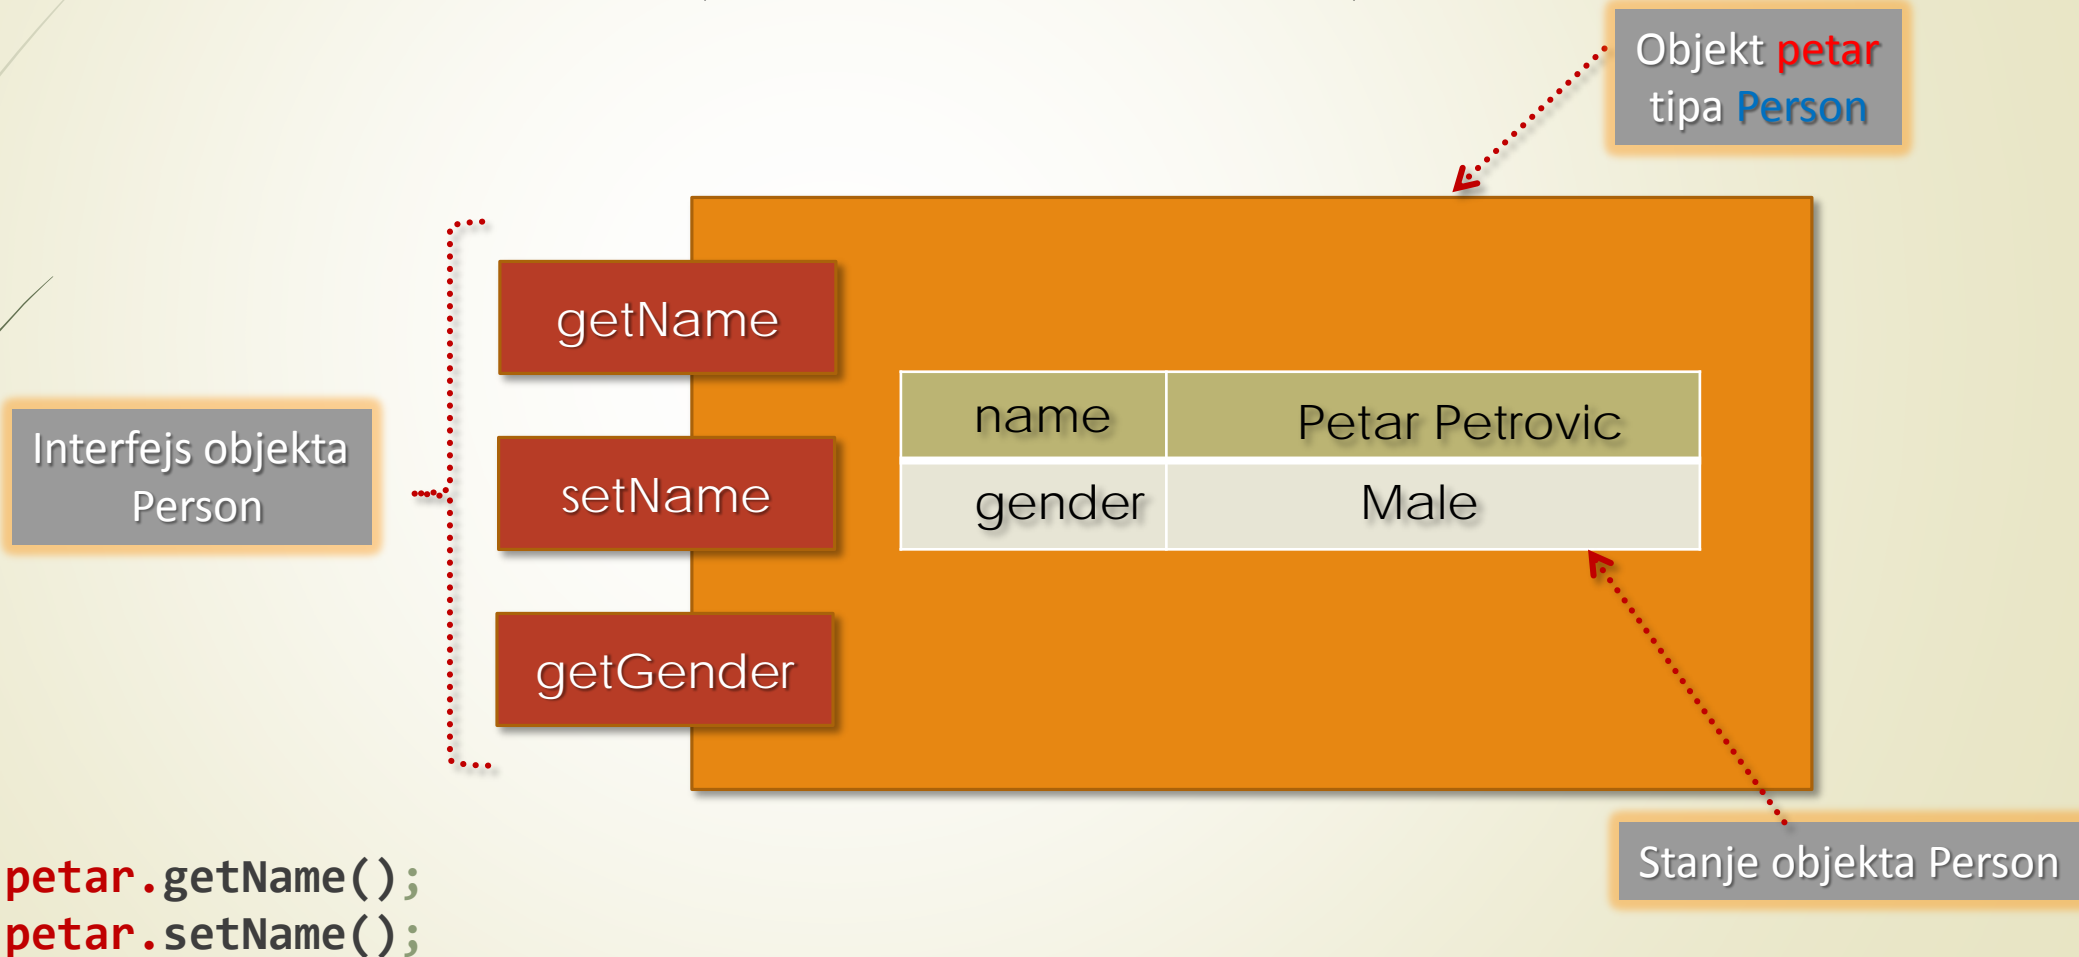 Objekt petar
tipa Person
getName
setName
getGender
Interfejs objekta
Person
name Petar Petrovic
gender Male
Stanje objekta Person
petar.getName();
petar.setName();